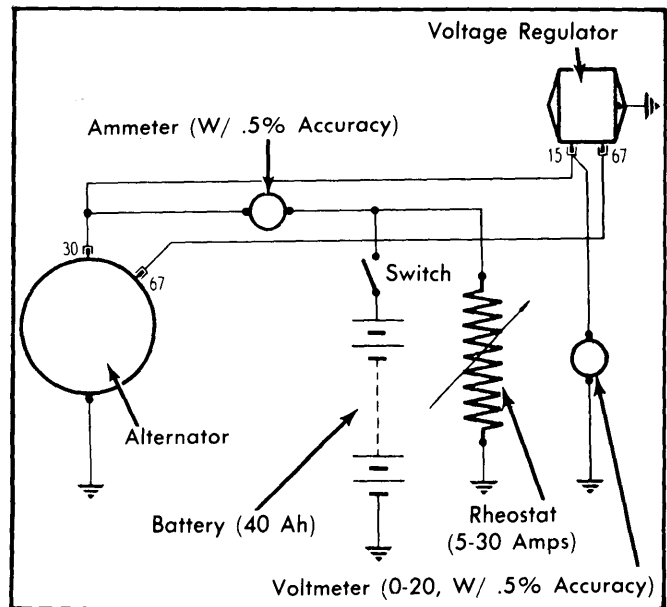 Voltage Regulator
Ammeter (W/ .5% Accuracy)
15
67
30
67
Switch
Alternator
Battery (40 Ah)
Rheostat
(5-30 Amps)
Voltmeter (0-20, W/ .5% Accuracy)